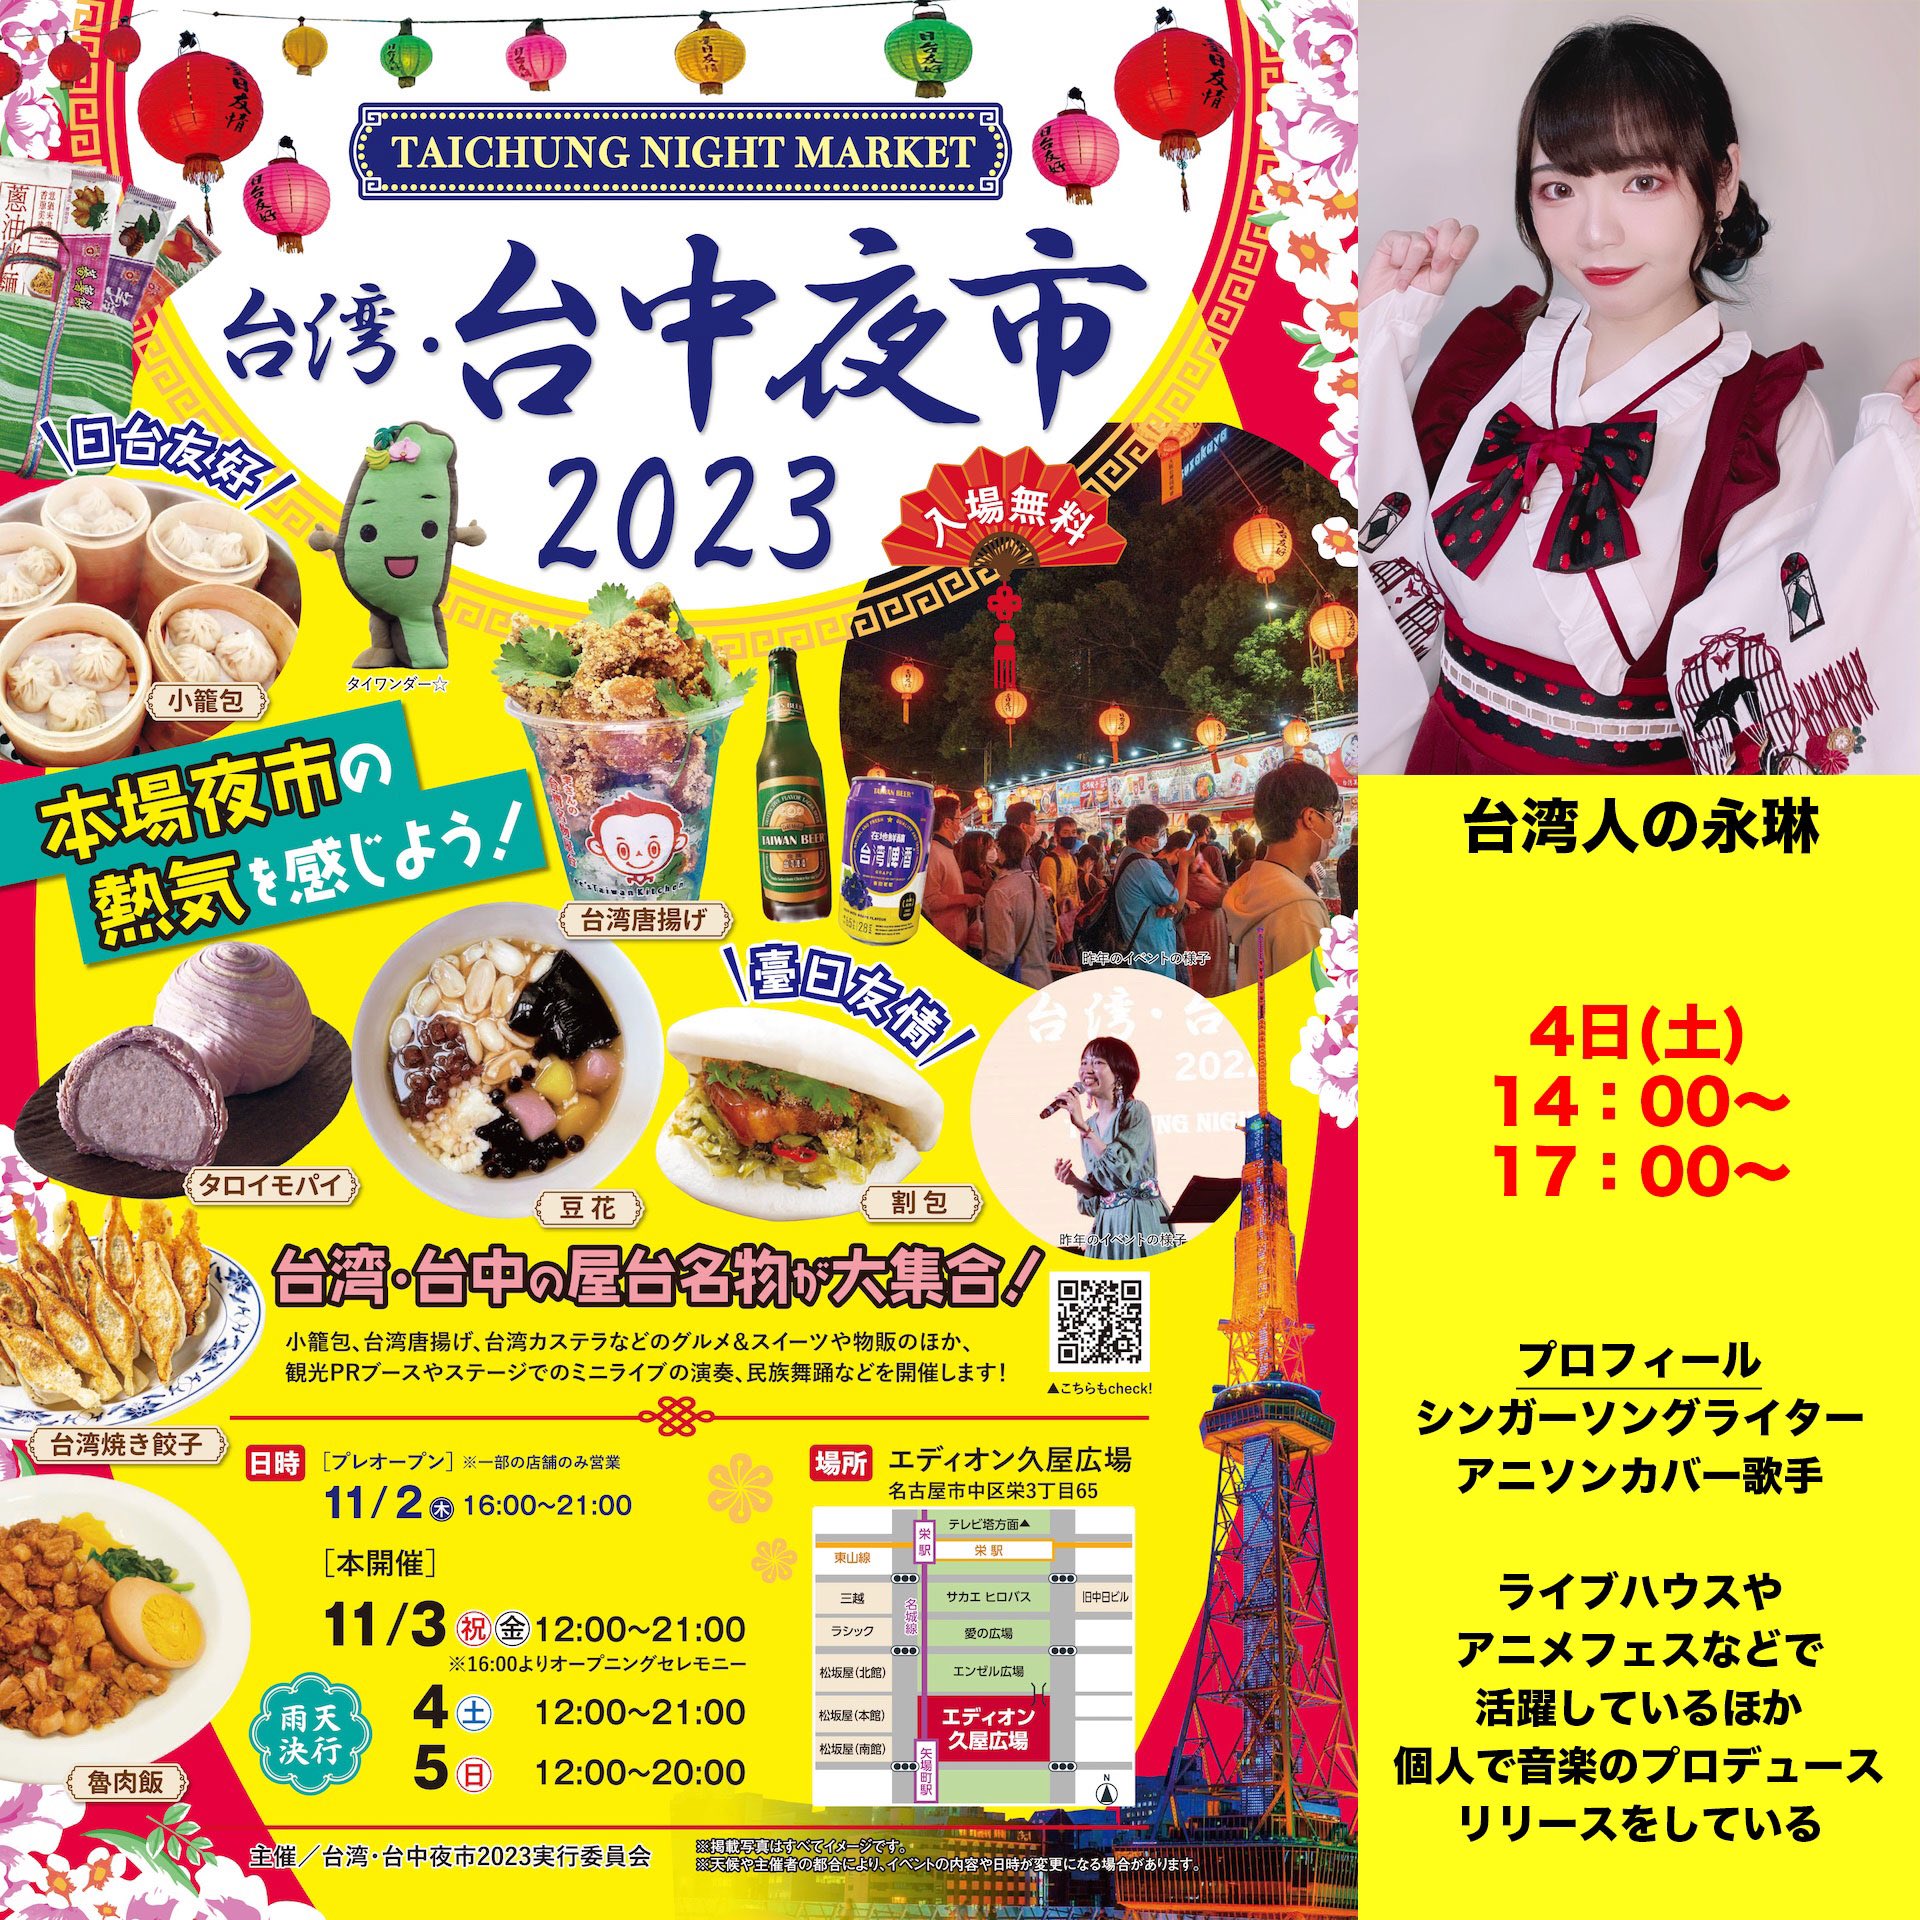 TAICHUNG NIGHT MARKET
台湾・台中夜市
2023
入場無料
日台友好
タイワンダー☆
小籠包
本場夜市の
熱気を感じよう！
台湾唐揚げ
TAIWAN BEER
TAIWAN BEER
在地鮮釀
台湾啤酒
GRAPE
昨年のイベントの様子
臺日友情
タロイモパイ
豆花
割包
昨年のイベントの様子
台湾・台中の屋台名物が大集合！
小籠包、台湾唐揚げ、台湾カステラなどのグルメ&スイーツや物販のほか、
観光PRブースやステージでのミニライブの演奏、民族舞踊などを開催します！
▲こちらもcheck!
台湾焼き餃子
魯肉飯
日時
［プレオープン］ ※一部の店舗のみ営業
11/2 木 16:00〜21:00
［本開催］
11/3 祝 金 12:00〜21:00
※16:00よりオープニングセレモニー
4 土 12:00〜21:00
5 日 12:00〜20:00
雨天
決行
場所 エディオン久屋広場
名古屋市中区栄3丁目65
テレビ塔方面▲
栄駅
東山線
栄駅
三越
名城線
サカエ ヒロバス
旧中日ビル
ラシック
愛の広場
松坂屋(北館)
エンゼル広場
松坂屋(本館)
エディオン
久屋広場
松坂屋(南館)
矢場町駅
N
主催／台湾・台中夜市2023実行委員会
※掲載写真はすべてイメージです。
※天候や主催者の都合により、イベントの内容や日時が変更になる場合があります。
台湾人の永琳
4日(土)
14：00〜
17：00〜
プロフィール
シンガーソングライター
アニソンカバー歌手
ライブハウスや
アニメフェスなどで
活躍しているほか
個人で音楽のプロデュース
リリースをしている